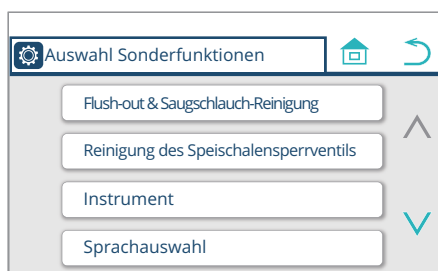 Auswahl Sonderfunktionen
Flush-out & Saugschlauch-Reinigung
Reinigung des Speischalensperrventils
Instrument
Sprachauswahl